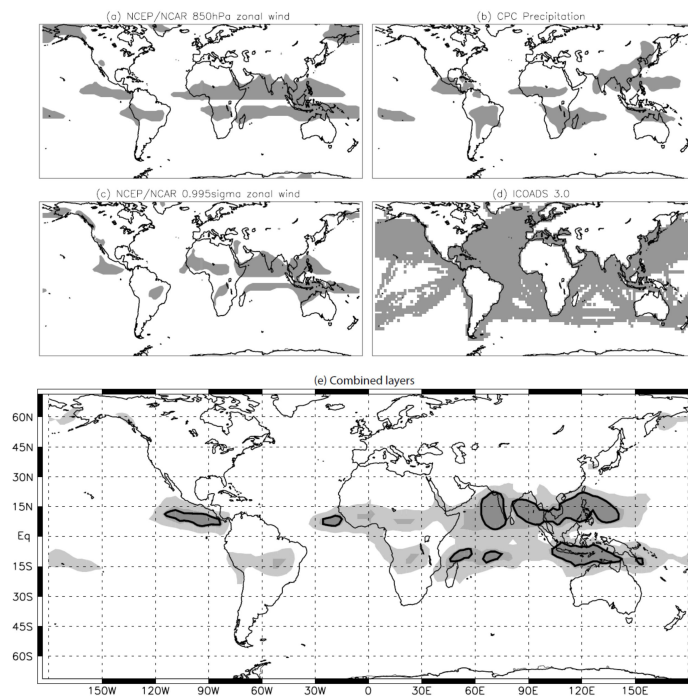 (a) NCEP/NCAR 850hPa zonal wind
(b) CPC Precipitation
(c) NCEP/NCAR 0.995sigma zonal wind
(d) ICOADS 3.0
(e) Combined layers
60N
45N
30N
15N
Eq
15S
30S
45S
60S
150W 120W 90W 60W 30W 0 30E 60E 90E 120E 150E